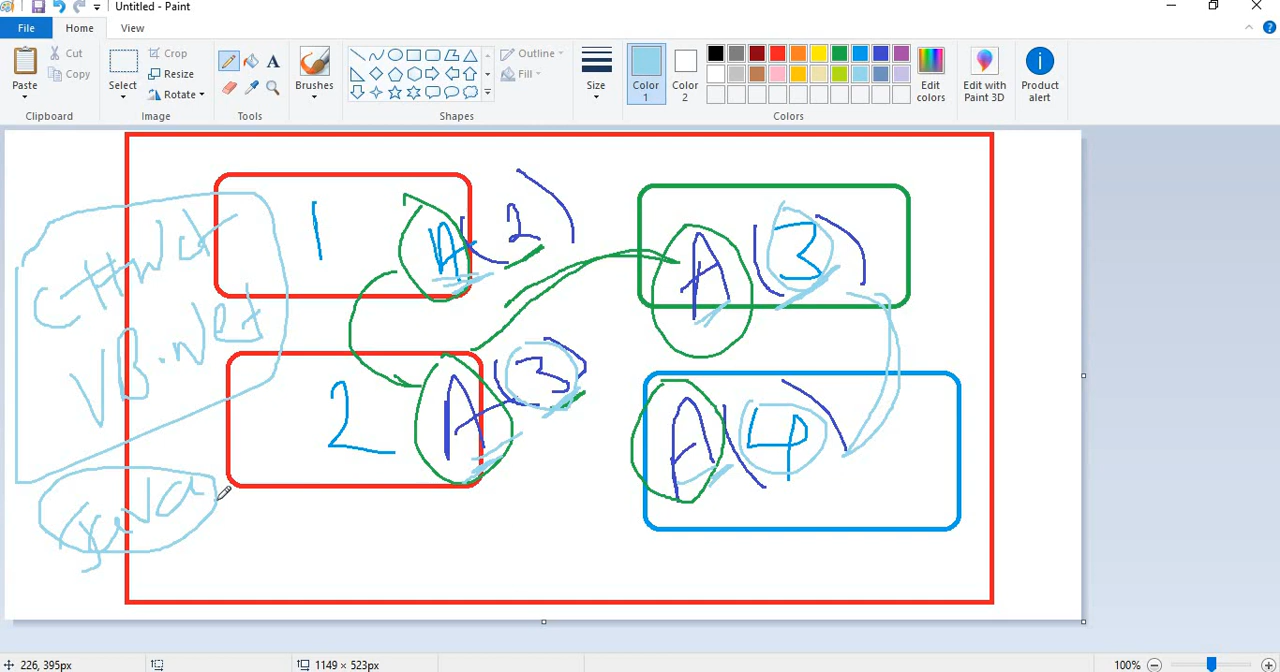 Untitled - Paint
File
Home
View
Paste
Cut
Copy
Clipboard
Select
Crop
Resize
Rotate
Image
A
Tools
Brushes
Shapes
Outline
Fill
Size
Color
1
Color
2
Edit
colors
Colors
Edit with
Paint 3D
Product
alert
1 A(2)
A(3)
VB.Net
2 A(3)
A(4)
Java
226, 395px
1149 × 523px
100%